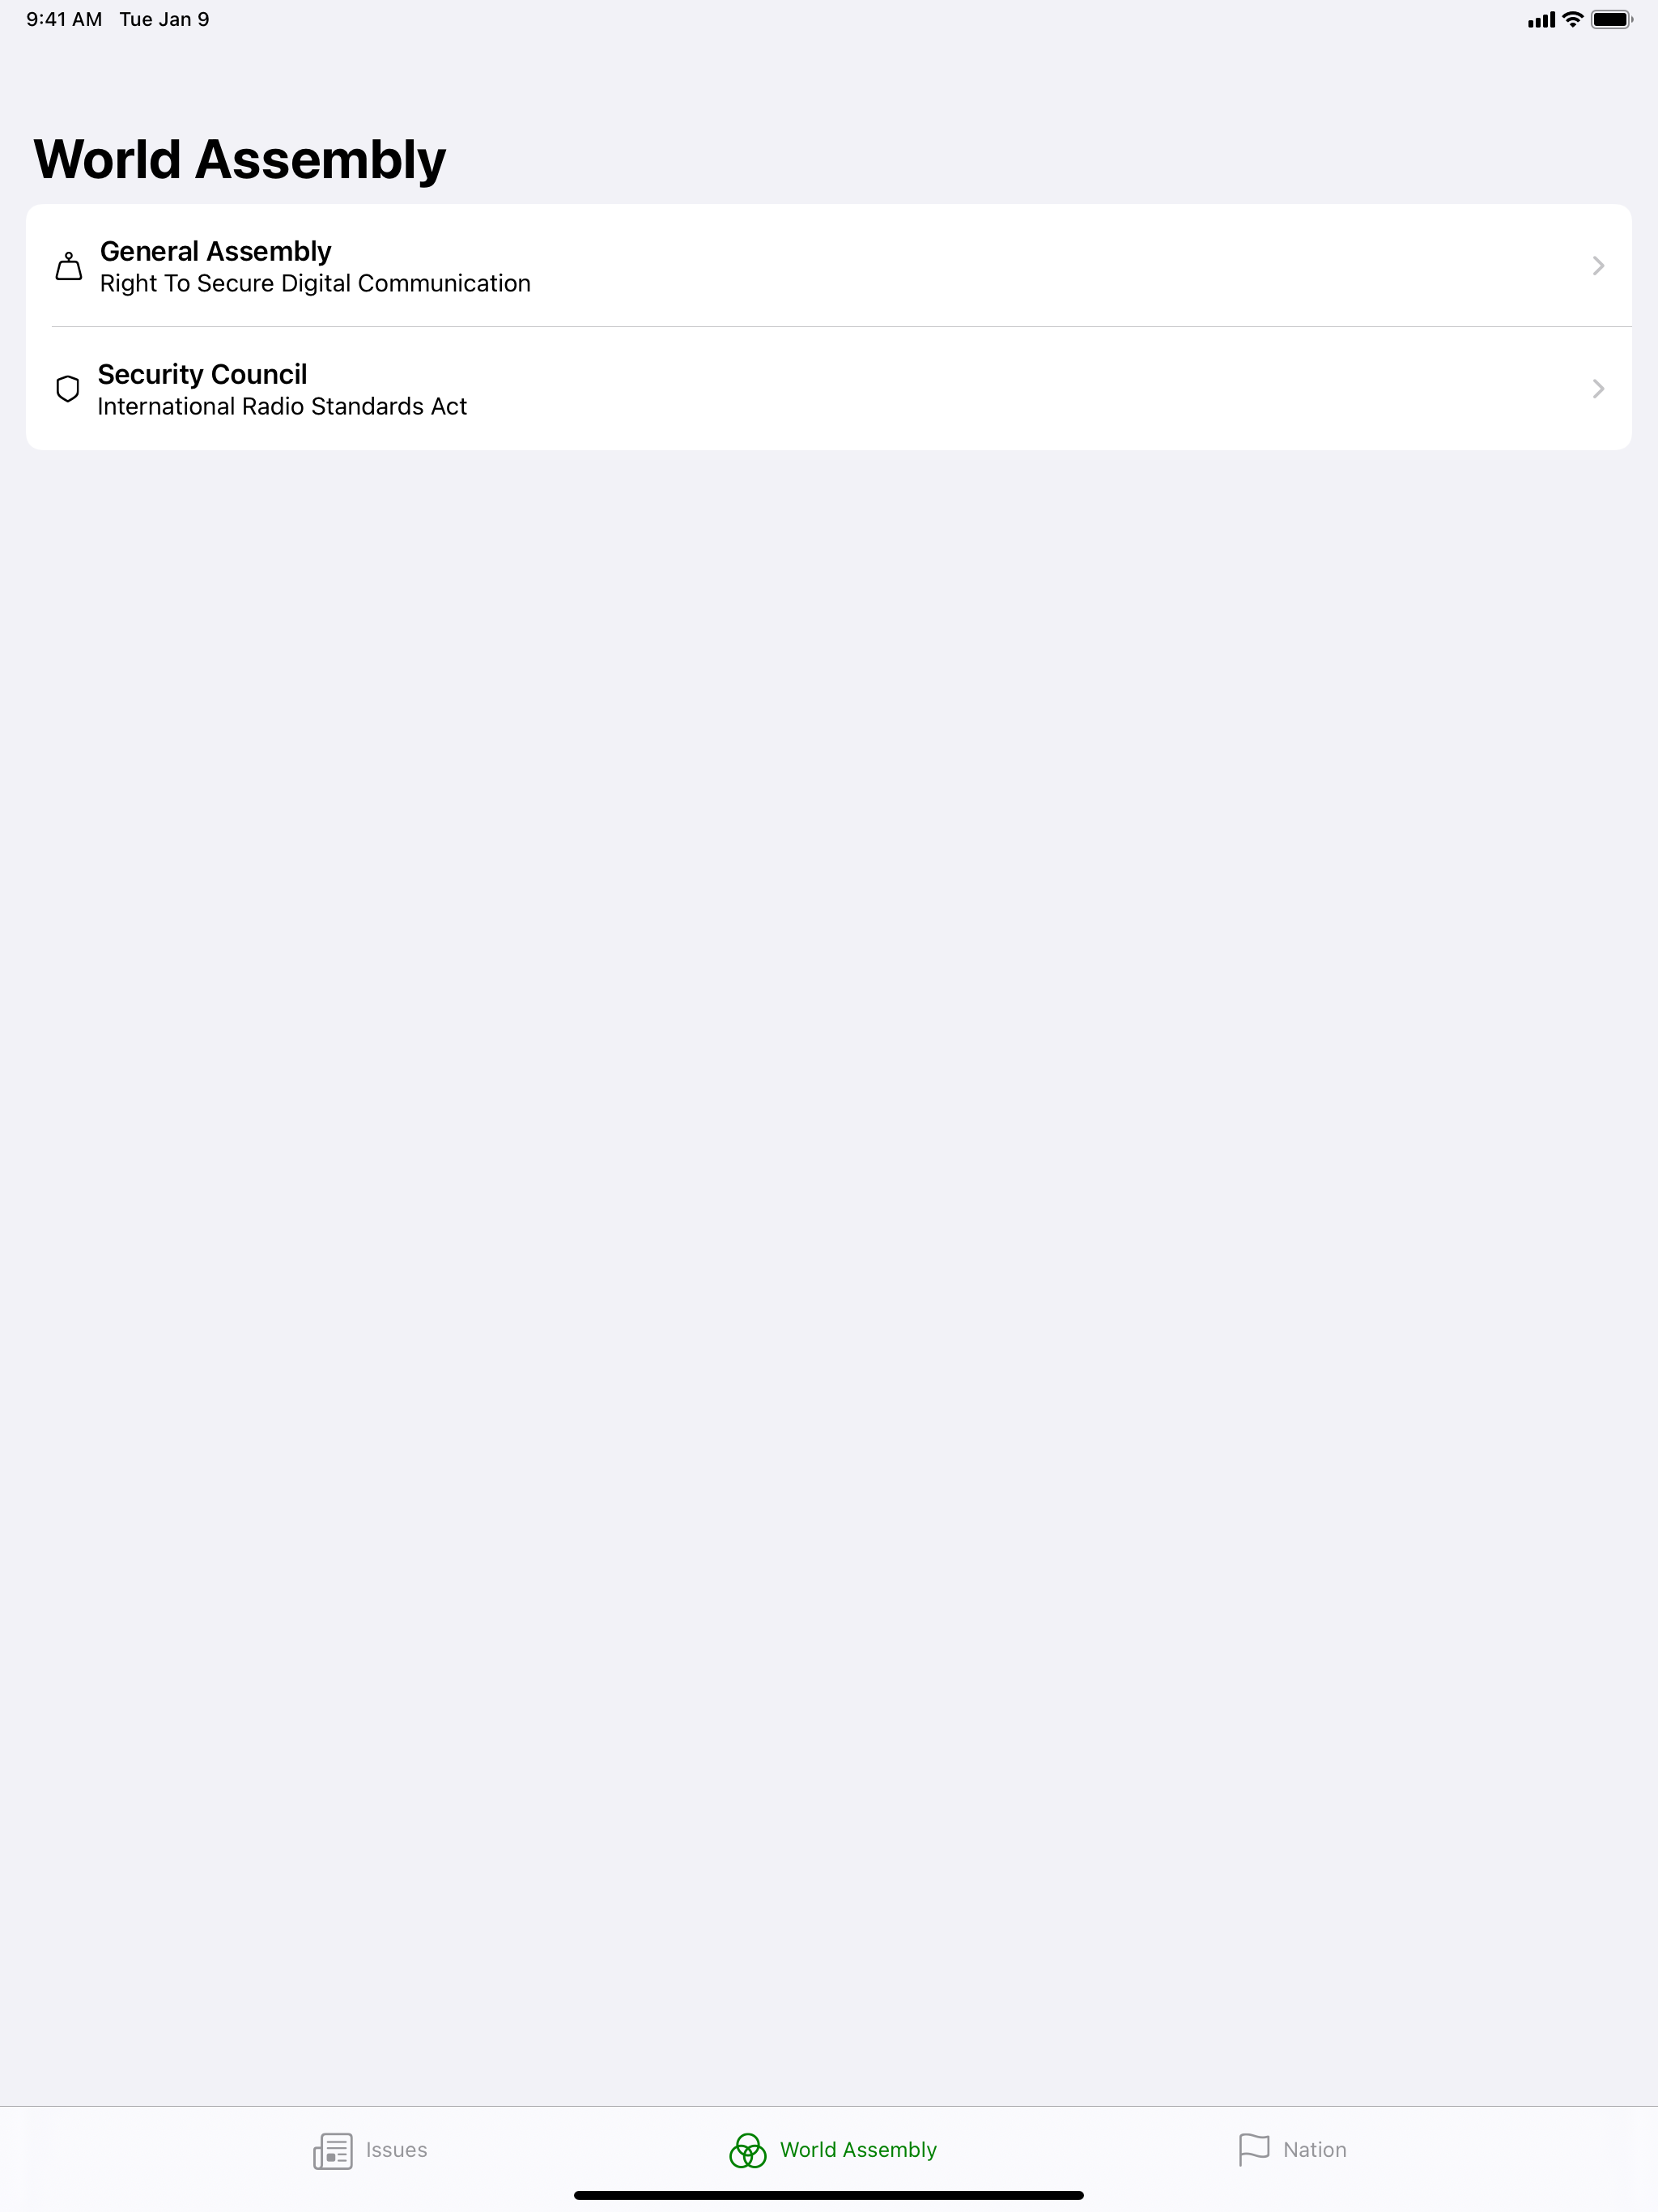 9:41 AM Tue Jan 9
World Assembly
General Assembly
Right To Secure Digital Communication
Security Council
International Radio Standards Act
Issues
World Assembly
Nation